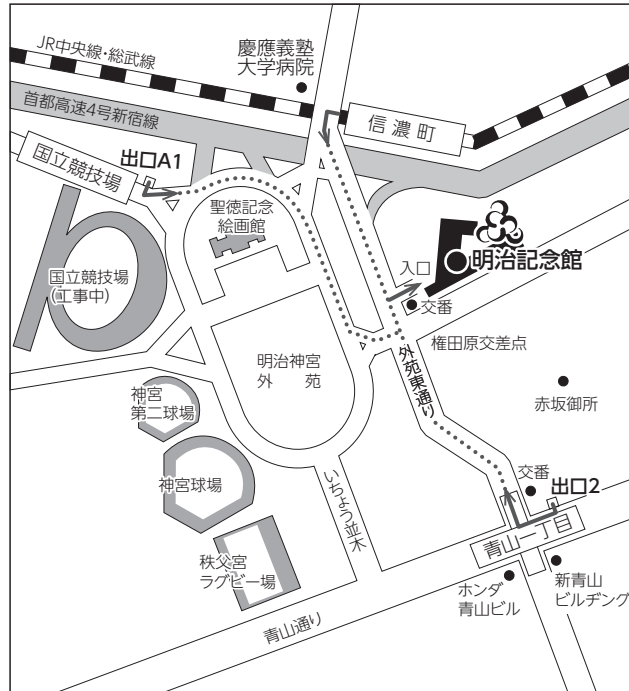 JR中央線・総武線
慶應義塾
大学病院
首都高速4号新宿線
信濃町
国立競技場
出口A1
聖徳記念
絵画館
国立競技場
(工事中)
入口
明治記念館
交番
権田原交差点
明治神宮
外苑
外苑東通り
赤坂御所
神宮
第二球場
神宮球場
いちょう並木
交番
出口2
青山一丁目
秩父宮
ラグビー場
青山通り
ホンダ
青山ビル
新青山
ビルヂング